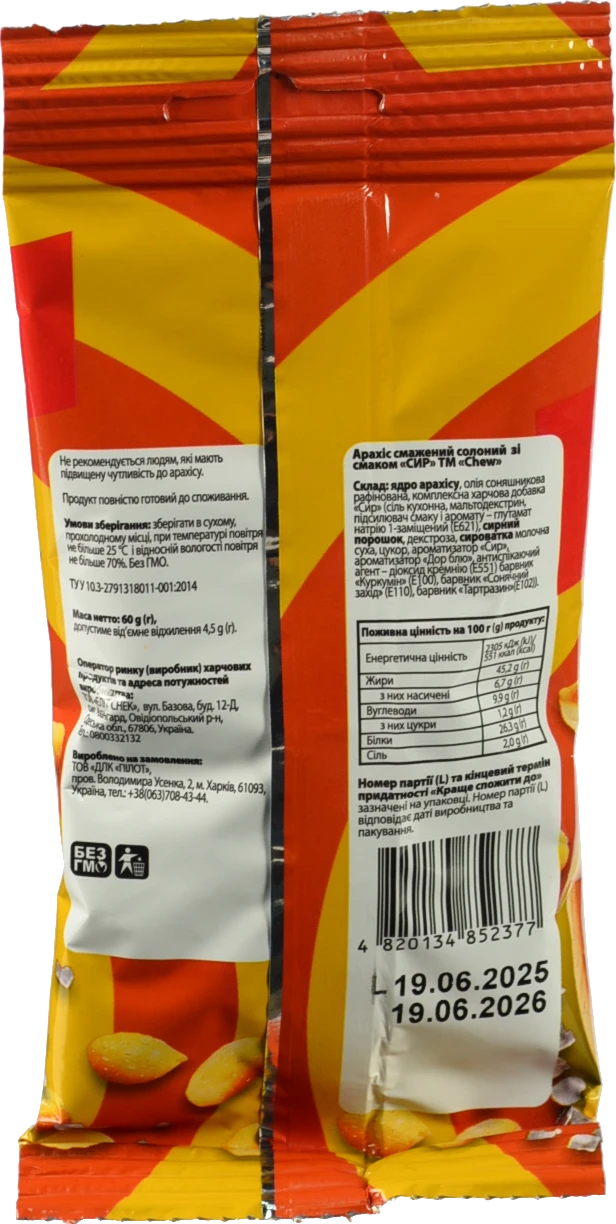 Не рекомендується людям, які мають
підвищену чутливість до арахісу.
Продукт повністю готовий до споживання.
Умови зберігання: зберігати в сухому,
прохолодному місці, при температурі повітря
не більше 25 °С і відносній вологості повітря
не більше 70%. Без ГМО.
ТУ У 10.3-2791318011-001:2014
Маса нетто: 60 g (г),
допустиме від'ємне відхилення 4,5 g (г).
Оператор ринку (виробник) харчових
продуктів та адреса потужностей
вул. Базова, буд. 12-Д,
Овідіопольський р-н,
обл., 67806, Україна.
0800332132
Вироблено на замовлення:
ТОВ «ДЛК «ПІЛОТ»,
пров. Володимира Усенка, 2, м. Харків, 61093,
Україна, тел.: +38(063)708-43-44.
БЕЗ
ГМО
Арахіс смажений солоний зі
смаком «СИР» ТМ «Chew»
Склад: ядро арахісу, олія соняшникова
рафінована, комплексна харчова добавка
«Сир» (сіль кухонна, мальтодекстрин,
підсилювач смаку і аромату – глутамат
натрію 1-заміщений (Е621), сирний
порошок, декстроза, сироватка молочна
суха, цукор, ароматизатор «Сир»,
ароматизатор «Дор блю», антиспікаючий
агент – діоксид кремнію (Е551) барвник
«Куркумін» (Е100), барвник «Сонячний
захід» (Е110), барвник «Тартразин»(Е102)).
Поживна цінність на 100 г (g) продукту:
Енергетична цінність 2305 кДж (kJ)/
551 ккал (kcal)
Жири 45,2 g (г)
з них насичені 6,7 g (г)
Вуглеводи 9,9 g (г)
з них цукри 1,2 g (г)
Білки 26,3 g (г)
Сіль 2,0 g (г)
Номер партії (L) та кінцевий термін
придатності «Краще спожити до»
зазначені на упаковці. Номер партії (L)
відповідає даті виробництва та
пакування.
4 820134 852377
L 19.06.2025
19.06.2026